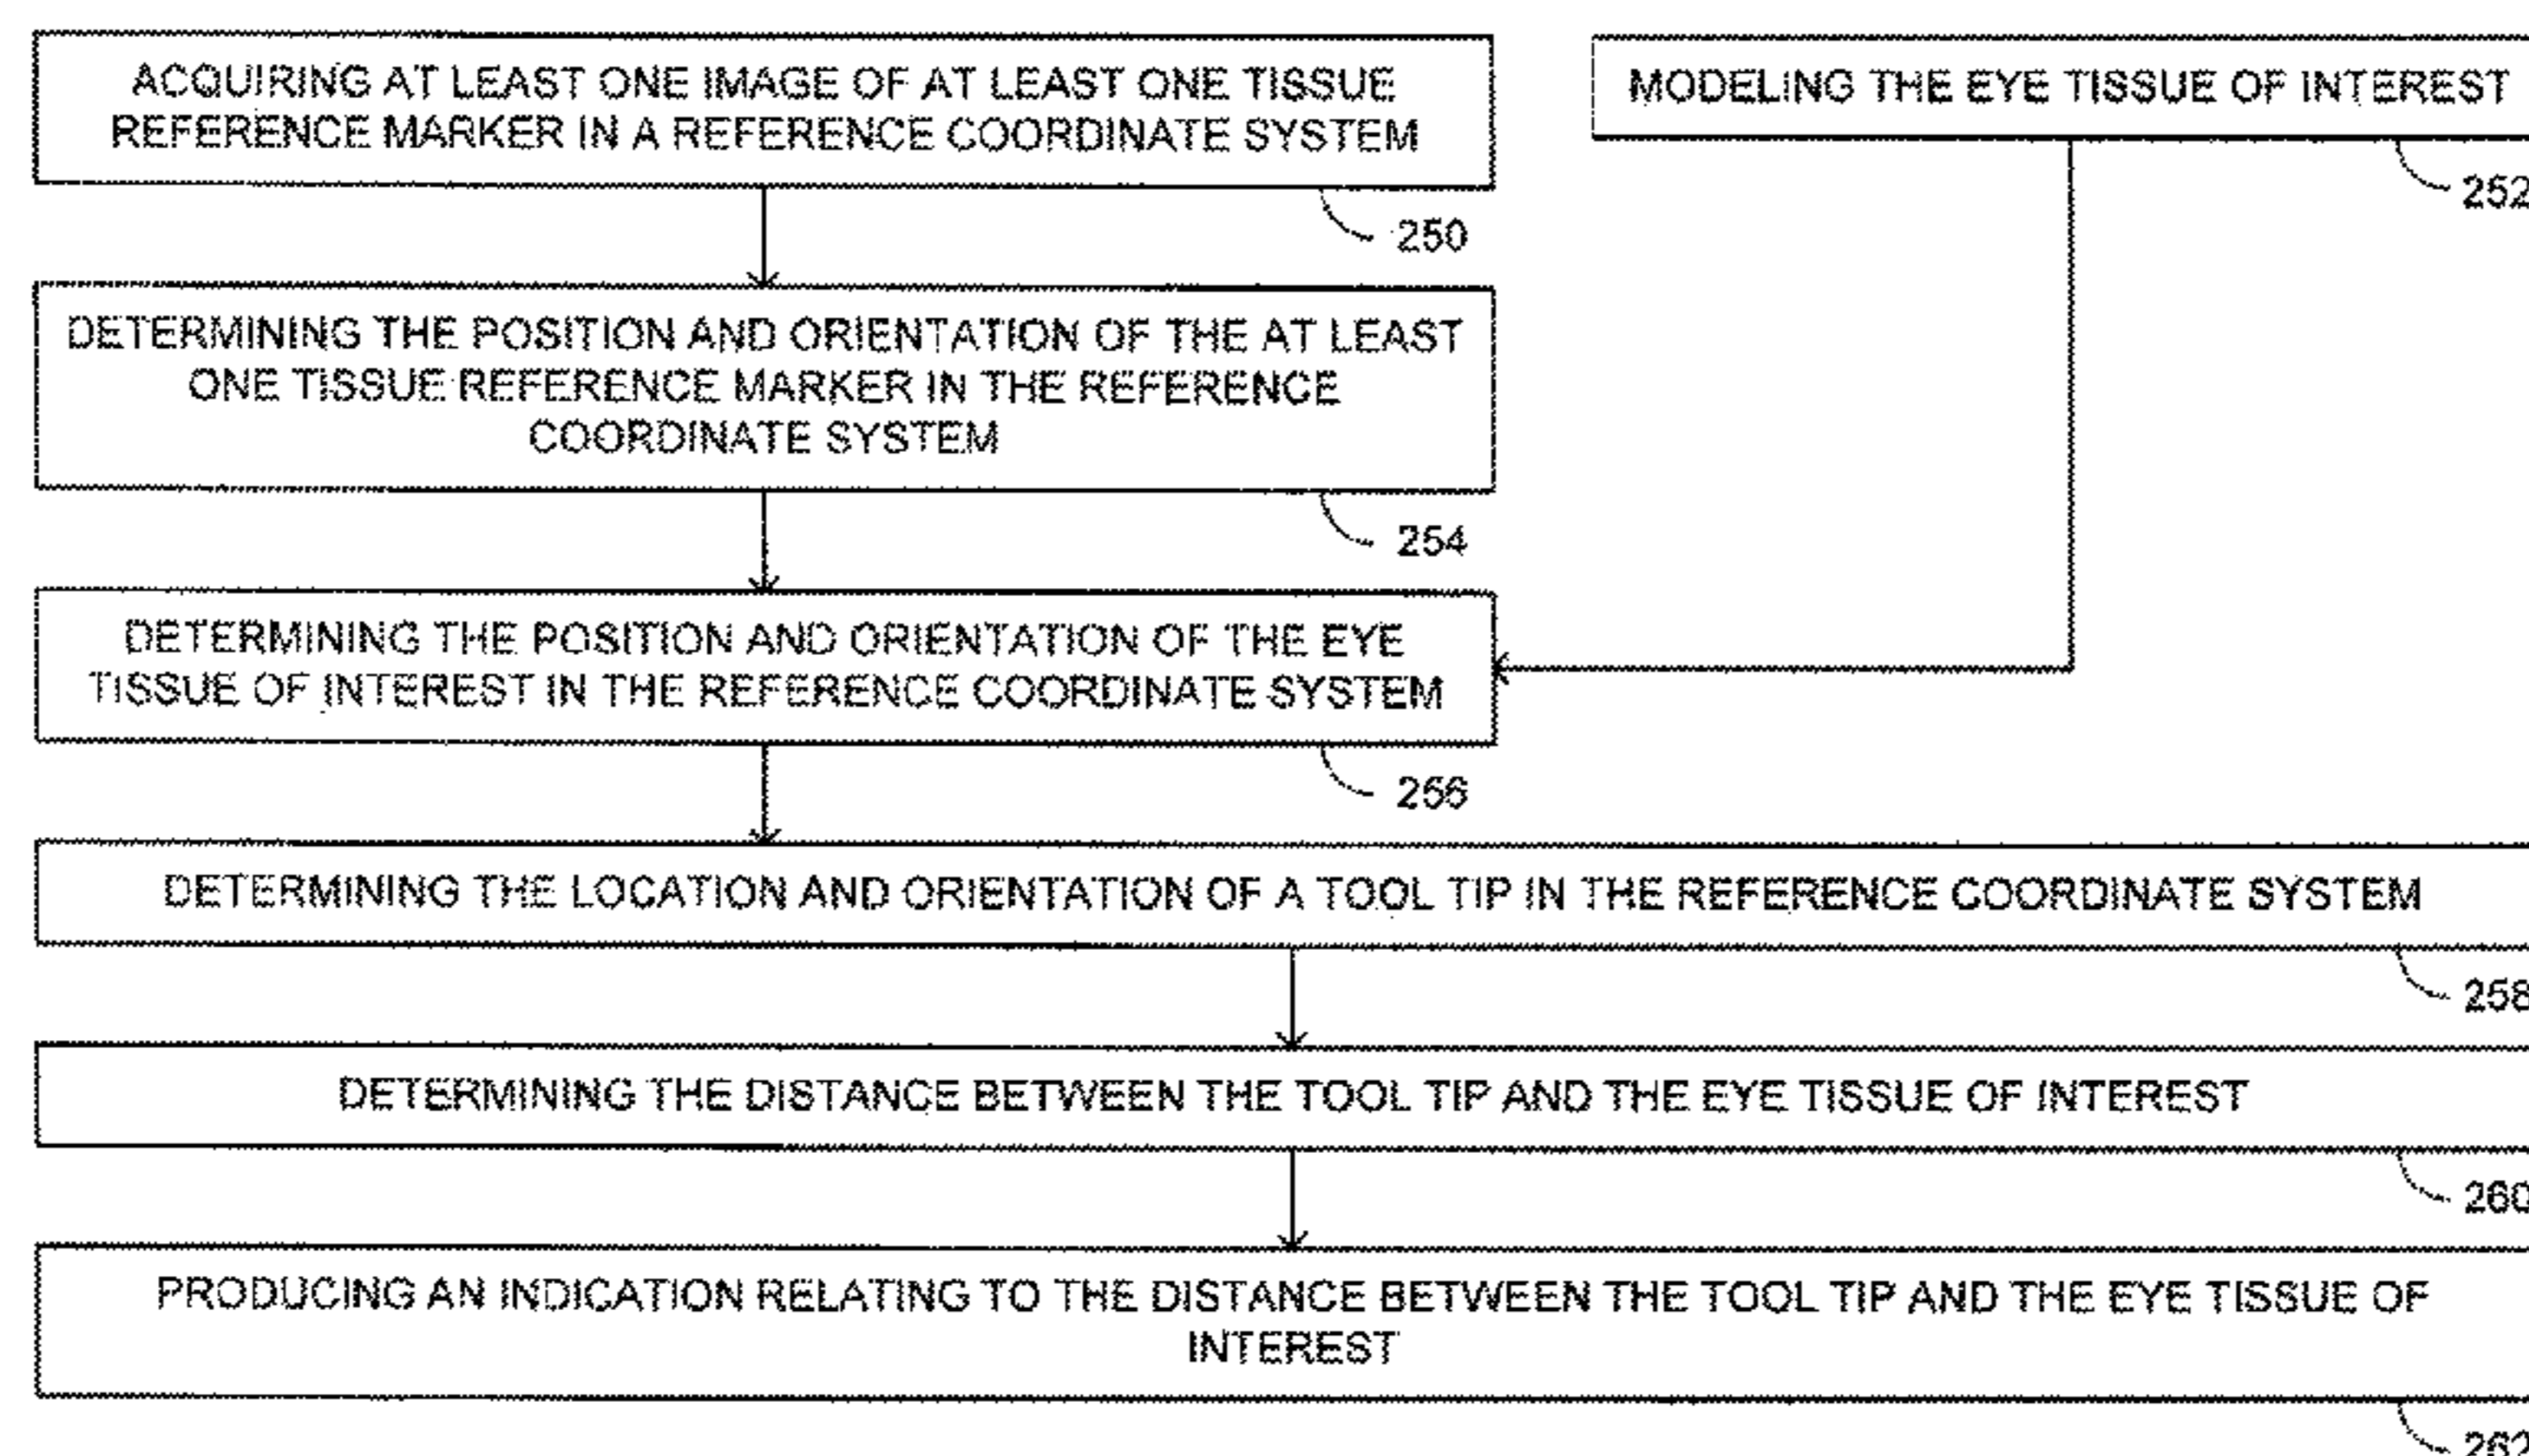 ACQUIRING AT LEAST ONE IMAGE OF AT LEAST ONE TISSUE
REFERENCE MARKER IN A REFERENCE COORDINATE SYSTEM
250
MODELING THE EYE TISSUE OF INTEREST
252
DETERMINING THE POSITION AND ORIENTATION OF THE AT LEAST
ONE TISSUE REFERENCE MARKER IN THE REFERENCE
COORDINATE SYSTEM
254
DETERMINING THE POSITION AND ORIENTATION OF THE EYE
TISSUE OF INTEREST IN THE REFERENCE COORDINATE SYSTEM
256
DETERMINING THE LOCATION AND ORIENTATION OF A TOOL TIP IN THE REFERENCE COORDINATE SYSTEM
258
DETERMINING THE DISTANCE BETWEEN THE TOOL TIP AND THE EYE TISSUE OF INTEREST
260
PRODUCING AN INDICATION RELATING TO THE DISTANCE BETWEEN THE TOOL TIP AND THE EYE TISSUE OF
INTEREST
262